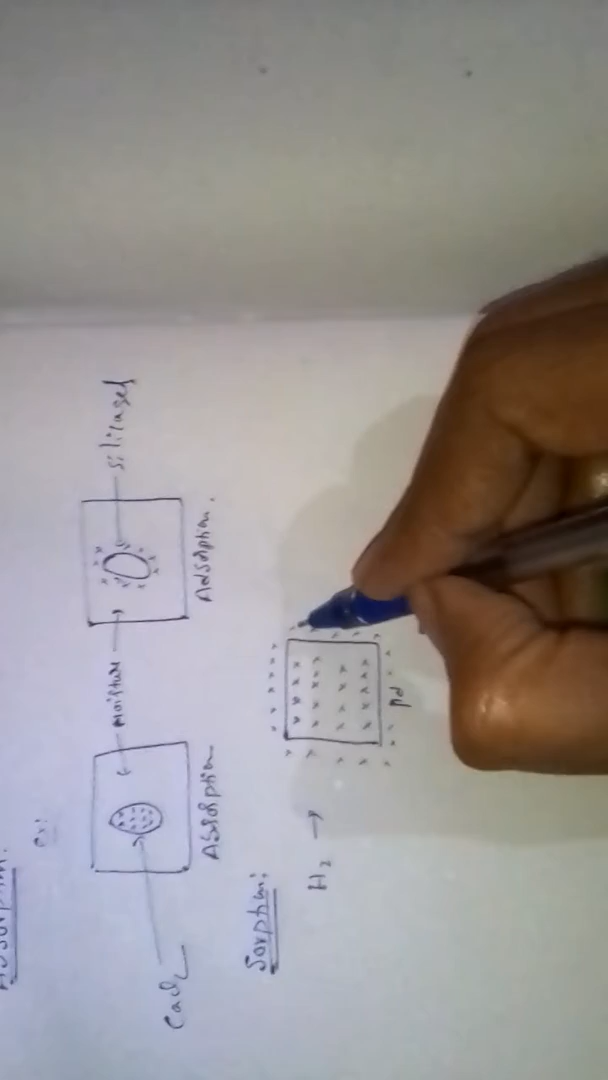 Ex:
CaCl2
moisture
silicagel
Absorption
Adsorption.
Sorption:
H2 →
Pd